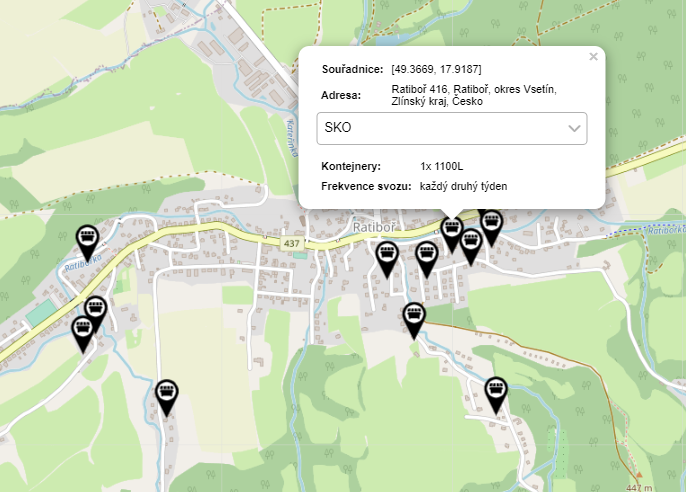 ×
Souřadnice: [49.3669, 17.9187]
Adresa: Ratiboř 416, Ratiboř, okres Vsetín,
Zlínský kraj, Česko
SKO
Kontejnery: 1x 1100L
Frekvence svozu: každý druhý týden
Kateřinka
Ratiboř
437
Ratibořka
Ratibořka
447 m